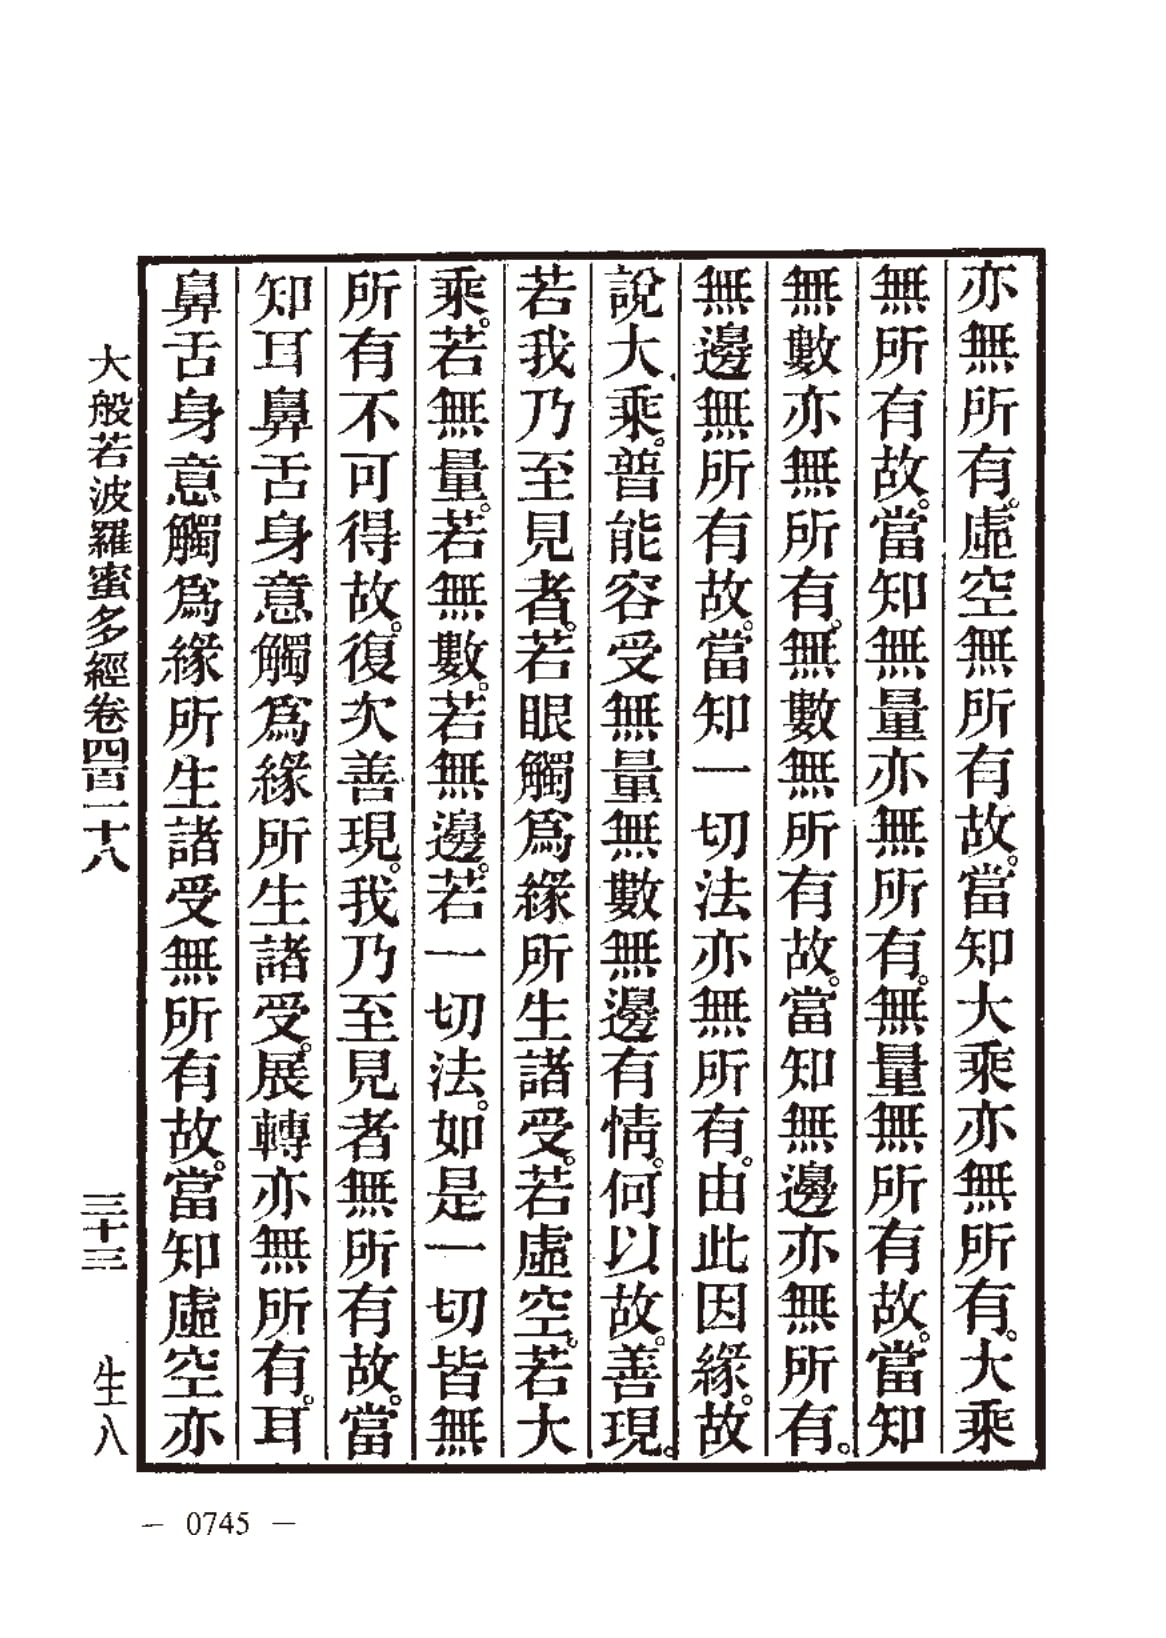 亦無所有。虛空無所有故。當知大乘亦無所有。大乘
無所有故。當知無量亦無所有。無量無所有故。當知
無數亦無所有。無數無所有故。當知無邊亦無所有。
無邊無所有故。當知一切法亦無所有。由此因緣。故
說大乘。普能容受無量無數無邊有情。何以故。善現。
若我乃至見者。若眼觸爲緣所生諸受。若虛空。若大
乘。若無量。若無數。若無邊。若一切法。如是一切皆無
所有不可得故。復次善現。我乃至見者無所有故。當
知耳鼻舌身意觸爲緣所生諸受。展轉亦無所有。耳
鼻舌身意觸爲緣所生諸受無所有故。當知虛空亦
大般若波羅蜜多經卷四百一十八 三十三 生八
— 0745 —